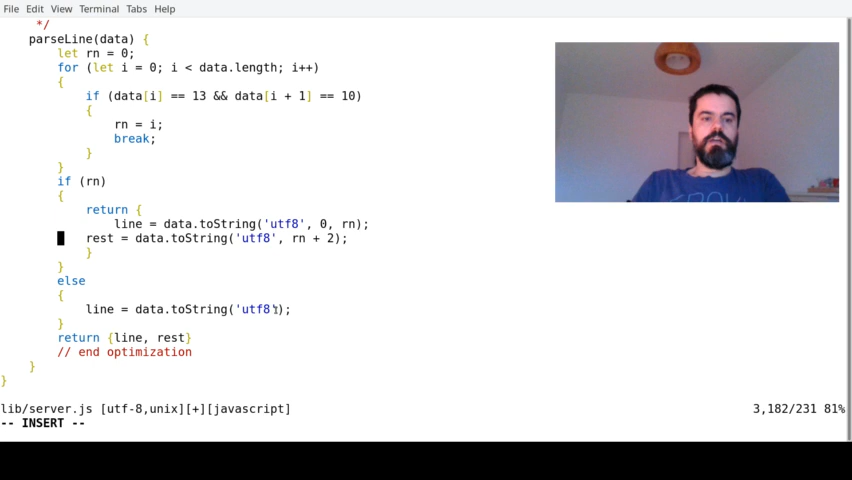 File Edit View Terminal Tabs Help
*/
parseLine(data) {
let rn = 0;
for (let i = 0; i < data.length; i++)
{
if (data[i] == 13 && data[i + 1] == 10)
{
rn = i;
break;
}
}
if (rn)
{
return {
line = data.toString('utf8', 0, rn);
rest = data.toString('utf8', rn + 2);
}
}
else
{
line = data.toString('utf8');
}
return {line, rest}
// end optimization
}
}
lib/server.js [utf-8,unix][+][javascript] 3,182/231 81%
-- INSERT --